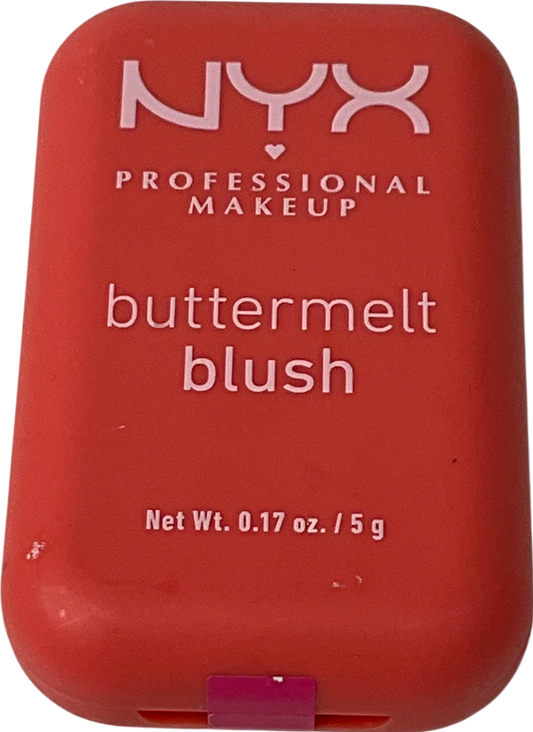 NYX
PROFESSIONAL
MAKEUP
buttermelt
blush
Net Wt. 0.17 oz. / 5 g